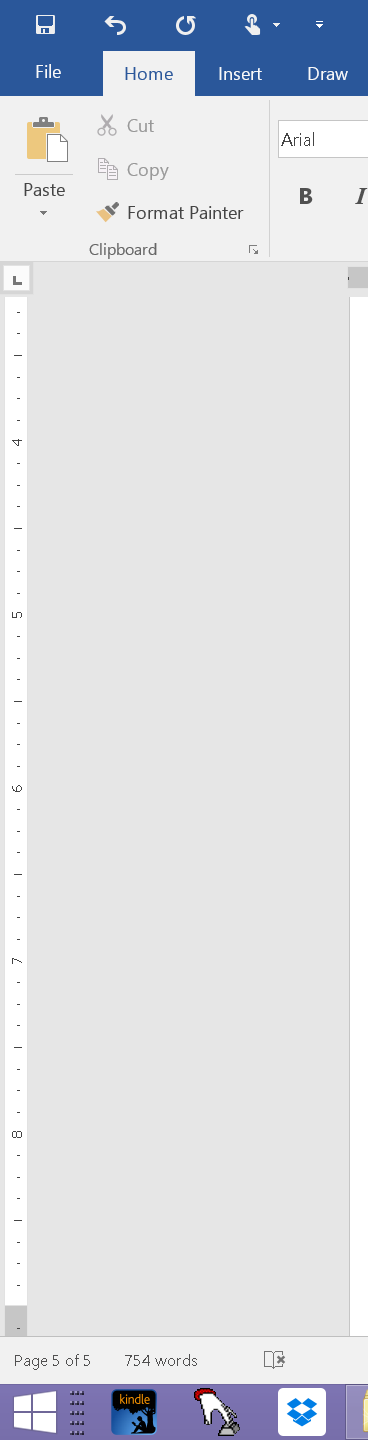 File Home Insert Draw
Cut
Arial
Copy
Paste
B I
Format Painter
Clipboard
L
4
5
6
7
8
Page 5 of 5 754 words
kindle